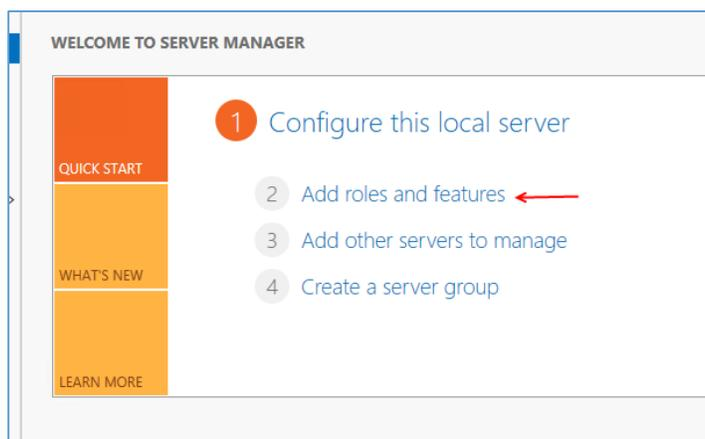 WELCOME TO SERVER MANAGER
QUICK START
WHAT'S NEW
LEARN MORE
1 Configure this local server
2 Add roles and features
3 Add other servers to manage
4 Create a server group